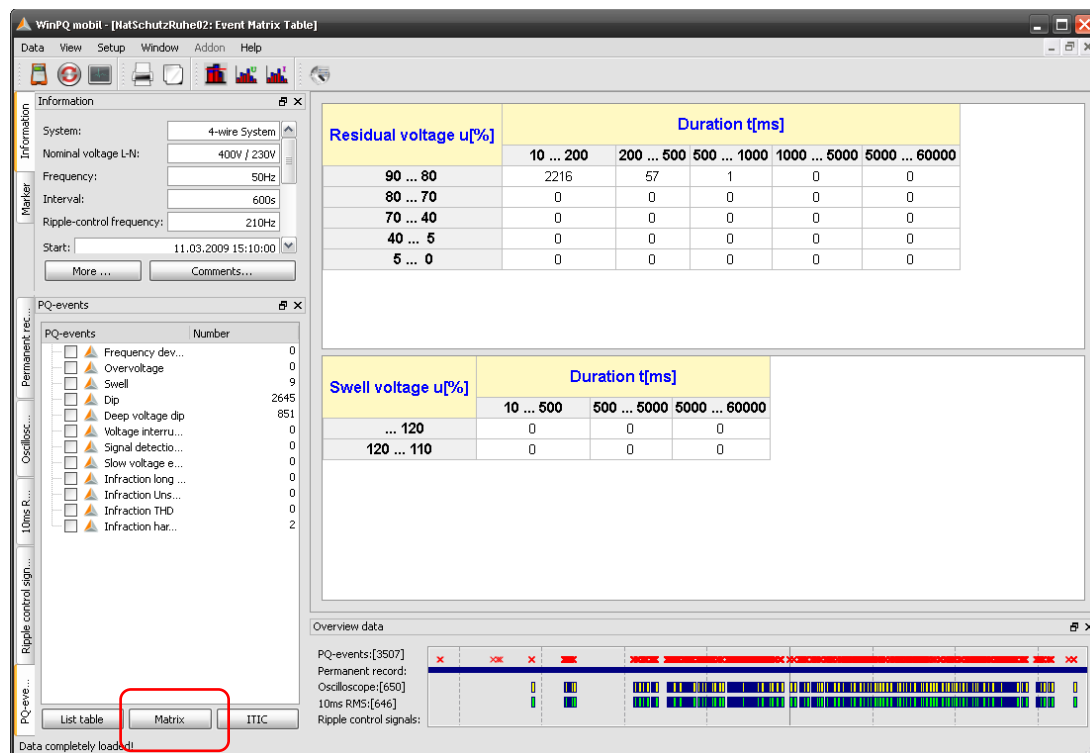 WinPQ mobil - [NatSchutzRuhe02: Event Matrix Table]
Data View Setup Window Addon Help
Information
Information
System: 4-wire System
Nominal voltage L-N: 400V / 230V
Frequency: 50Hz
Interval: 600s
Ripple-control frequency: 210Hz
Start: 11.03.2009 15:10:00
More ... Comments...
Marker
Permanent rec...
Oscillosc...
10ms R...
Ripple control sign...
PQ-eve...
PQ-events
PQ-events Number
Frequency dev... 0
Overvoltage 0
Swell 9
Dip 2645
Deep voltage dip 851
Voltage interru... 0
Signal detectio... 0
Slow voltage e... 0
Infraction long ... 0
Infraction Uns... 0
Infraction THD 0
Infraction har... 2
List table Matrix ITIC
Data completely loaded!
Residual voltage u[%] Duration t[ms]
10 ... 200 200 ... 500 500 ... 1000 1000 ... 5000 5000 ... 60000
90 ... 80 2216 57 1 0 0
80 ... 70 0 0 0 0 0
70 ... 40 0 0 0 0 0
40 ... 5 0 0 0 0 0
5 ... 0 0 0 0 0 0
Swell voltage u[%] Duration t[ms]
10 ... 500 500 ... 5000 5000 ... 60000
... 120 0 0 0
120 ... 110 0 0 0
Overview data
PQ-events:[3507]
Permanent record:
Oscilloscope:[650]
10ms RMS:[646]
Ripple control signals: